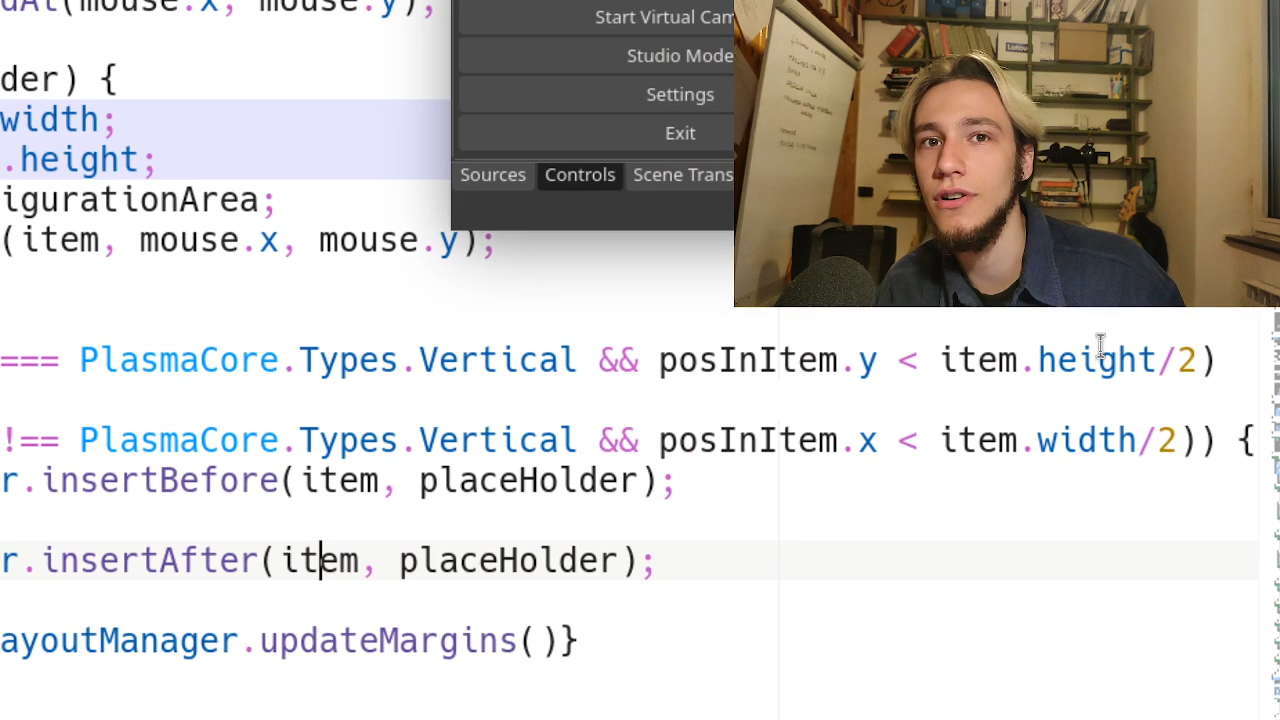 dAt(mouse.x, mouse.y);
der) {
width;
.height;
igurationArea;
(item, mouse.x, mouse.y);
Start Virtual Cam
Studio Mode
Settings
Exit
Sources Controls Scene Trans
Lenovo
=== PlasmaCore.Types.Vertical && posInItem.y < item.height/2)
!== PlasmaCore.Types.Vertical && posInItem.x < item.width/2)) {
r.insertBefore(item, placeHolder);
r.insertAfter(item, placeHolder);
ayoutManager.updateMargins()}